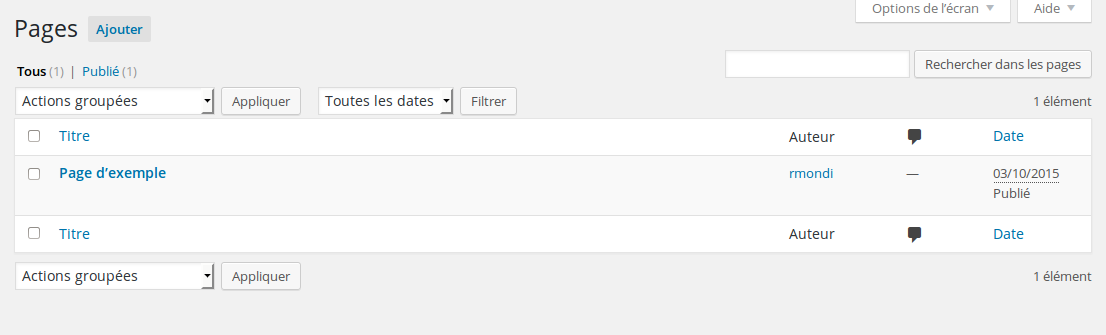 Options de l’écran Aide
Pages Ajouter
Tous (1) | Publié (1)
Rechercher dans les pages
Actions groupées Appliquer Toutes les dates Filtrer 1 élément
Titre Auteur Date
Page d’exemple rmondi — 03/10/2015
Publié
Titre Auteur Date
Actions groupées Appliquer 1 élément